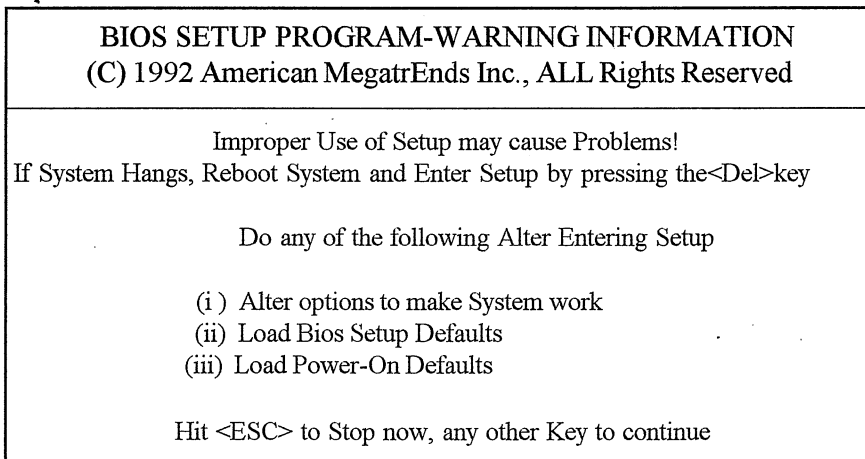 BIOS SETUP PROGRAM-WARNING INFORMATION
(C) 1992 American MegatrEnds Inc., ALL Rights Reserved
Improper Use of Setup may cause Problems!
If System Hangs, Reboot System and Enter Setup by pressing the<Del>key
Do any of the following Alter Entering Setup
(i ) Alter options to make System work
(ii) Load Bios Setup Defaults
(iii) Load Power-On Defaults
Hit <ESC> to Stop now, any other Key to continue